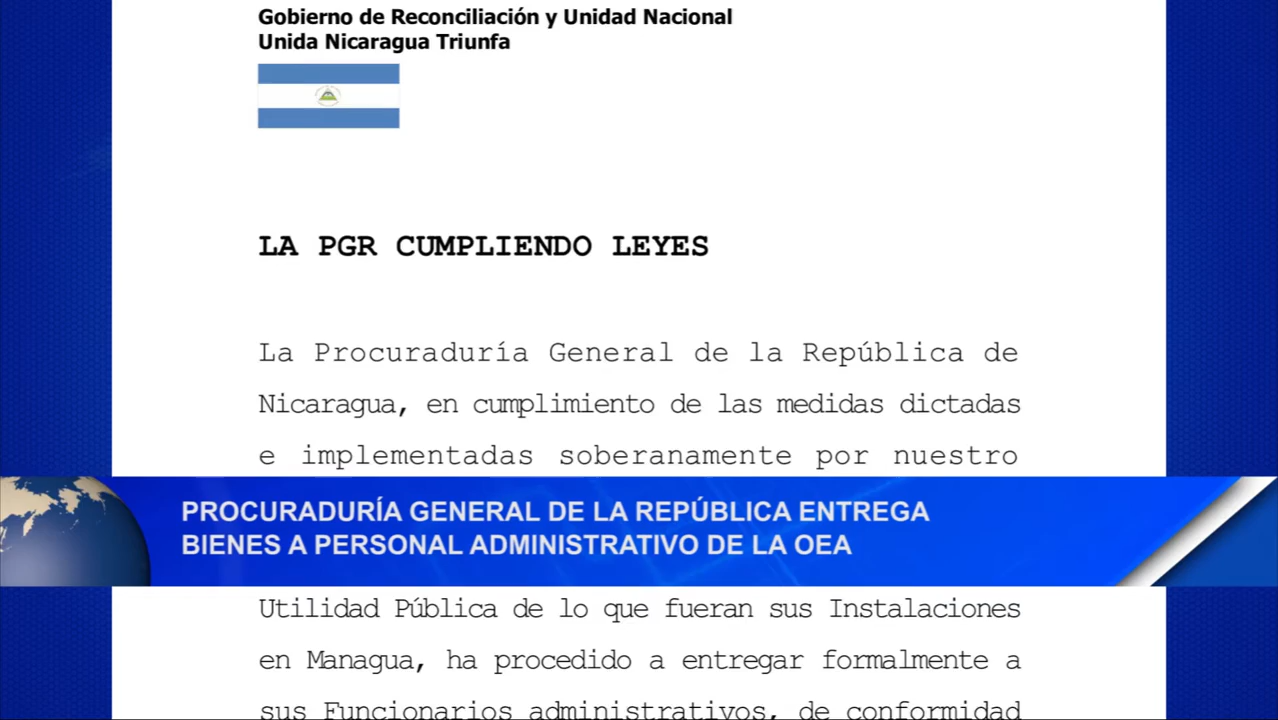 Gobierno de Reconciliación y Unidad Nacional
Unida Nicaragua Triunfa
LA PGR CUMPLIENDO LEYES
La Procuraduría General de la República de
Nicaragua, en cumplimiento de las medidas dictadas
e implementadas soberanamente por nuestro
PROCURADURÍA GENERAL DE LA REPÚBLICA ENTREGA
BIENES A PERSONAL ADMINISTRATIVO DE LA OEA
Utilidad Pública de lo que fueran sus Instalaciones
en Managua, ha procedido a entregar formalmente a
sus Funcionarios administrativos, de conformidad